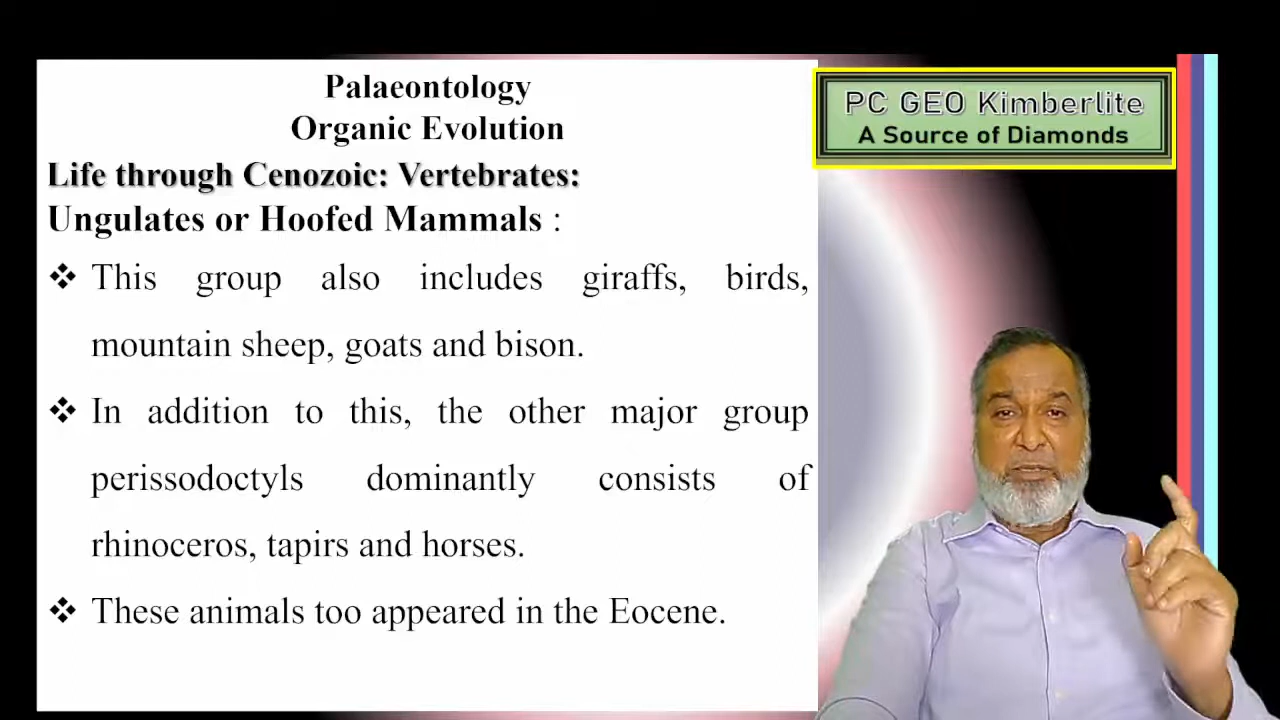 Palaeontology
Organic Evolution
Life through Cenozoic: Vertebrates:
Ungulates or Hoofed Mammals :
❖ This group also includes giraffs, birds,
mountain sheep, goats and bison.
❖ In addition to this, the other major group
perissodoctyls dominantly consists of
rhinoceros, tapirs and horses.
❖ These animals too appeared in the Eocene.
PC GEO Kimberlite
A Source of Diamonds